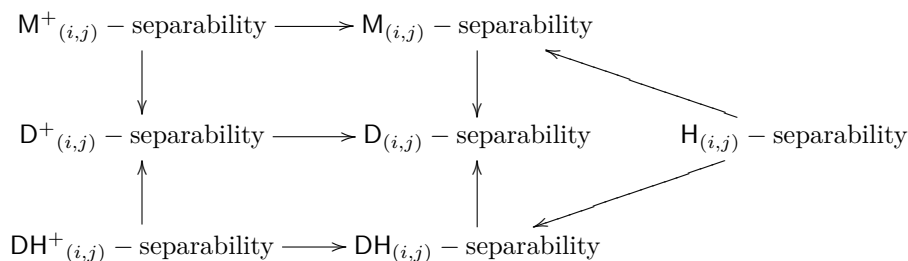 M⁺₍ᵢ,ⱼ₎ − separability M₍ᵢ,ⱼ₎ − separability
D⁺₍ᵢ,ⱼ₎ − separability D₍ᵢ,ⱼ₎ − separability H₍ᵢ,ⱼ₎ − separability
DH⁺₍ᵢ,ⱼ₎ − separability DH₍ᵢ,ⱼ₎ − separability